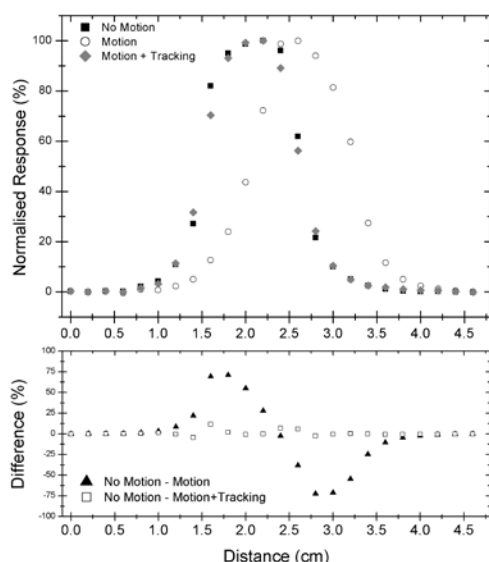 No Motion
Motion
Motion + Tracking
Normalised Response (%)
100
80
60
40
20
0
0.0 0.5 1.0 1.5 2.0 2.5 3.0 3.5 4.0 4.5
Difference (%)
100
75
50
25
0
-25
-50
-75
-100
No Motion - Motion
No Motion - Motion+Tracking
0.0 0.5 1.0 1.5 2.0 2.5 3.0 3.5 4.0 4.5
Distance (cm)